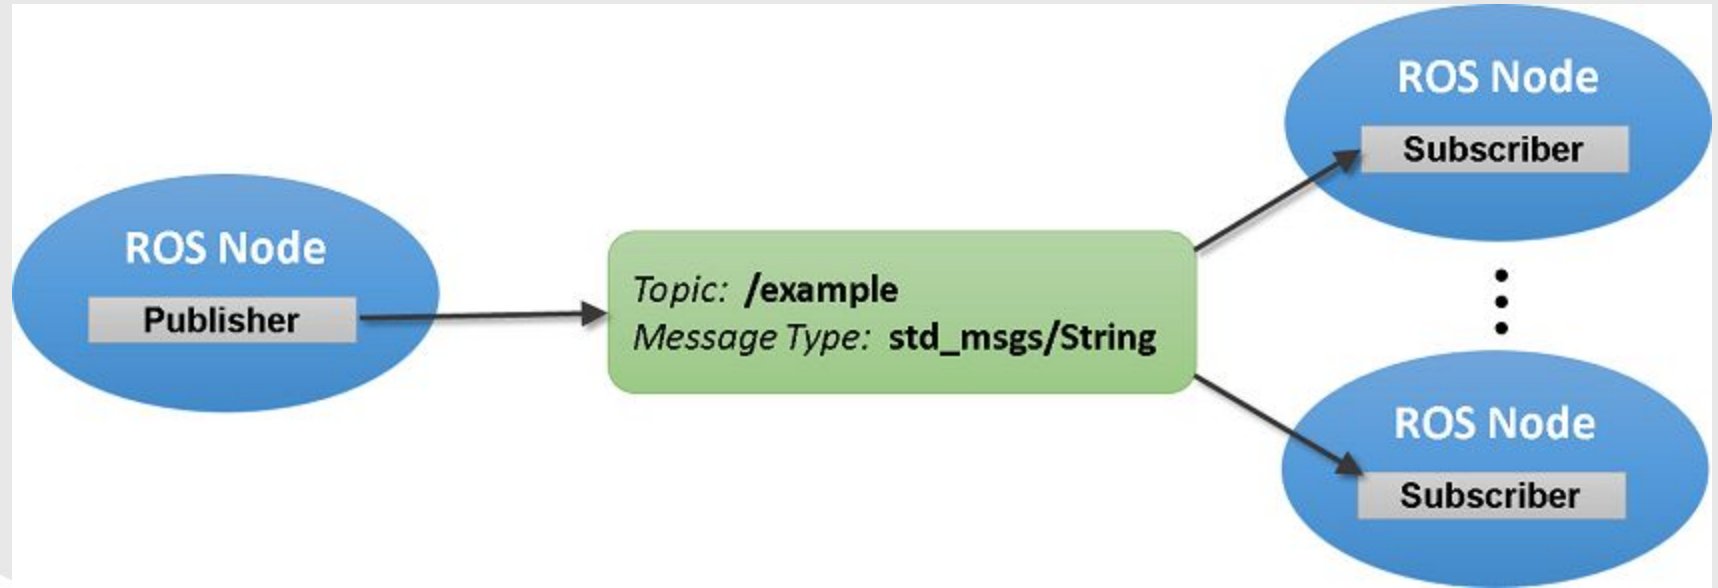 ROS Node
Publisher
Topic: /example
Message Type: std_msgs/String
ROS Node
Subscriber
ROS Node
Subscriber